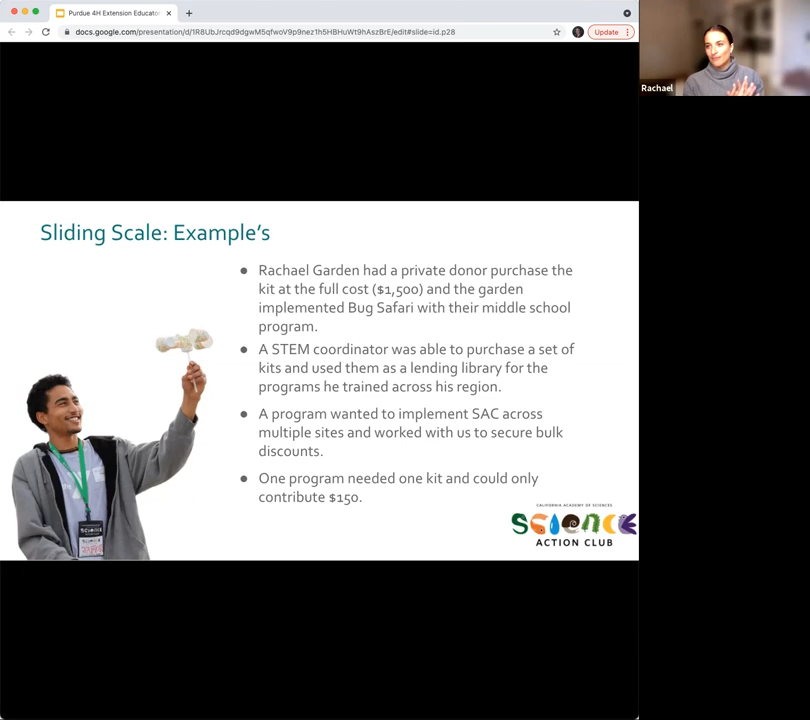 Purdue 4H Extension Educator
docs.google.com/presentation/d/1R8UbJrcqd9dgwM5qfwoV9p9nez1h5HBHuWt9hAszBrE/edit#slide=id.p28
Update
Rachael
Sliding Scale: Example's
Rachael Garden had a private donor purchase the
kit at the full cost ($1,500) and the garden
implemented Bug Safari with their middle school
program.
A STEM coordinator was able to purchase a set of
kits and used them as a lending library for the
programs he trained across his region.
A program wanted to implement SAC across
multiple sites and worked with us to secure bulk
discounts.
One program needed one kit and could only
contribute $150.
CALIFORNIA ACADEMY OF SCIENCES
SCIENCE
ACTION CLUB